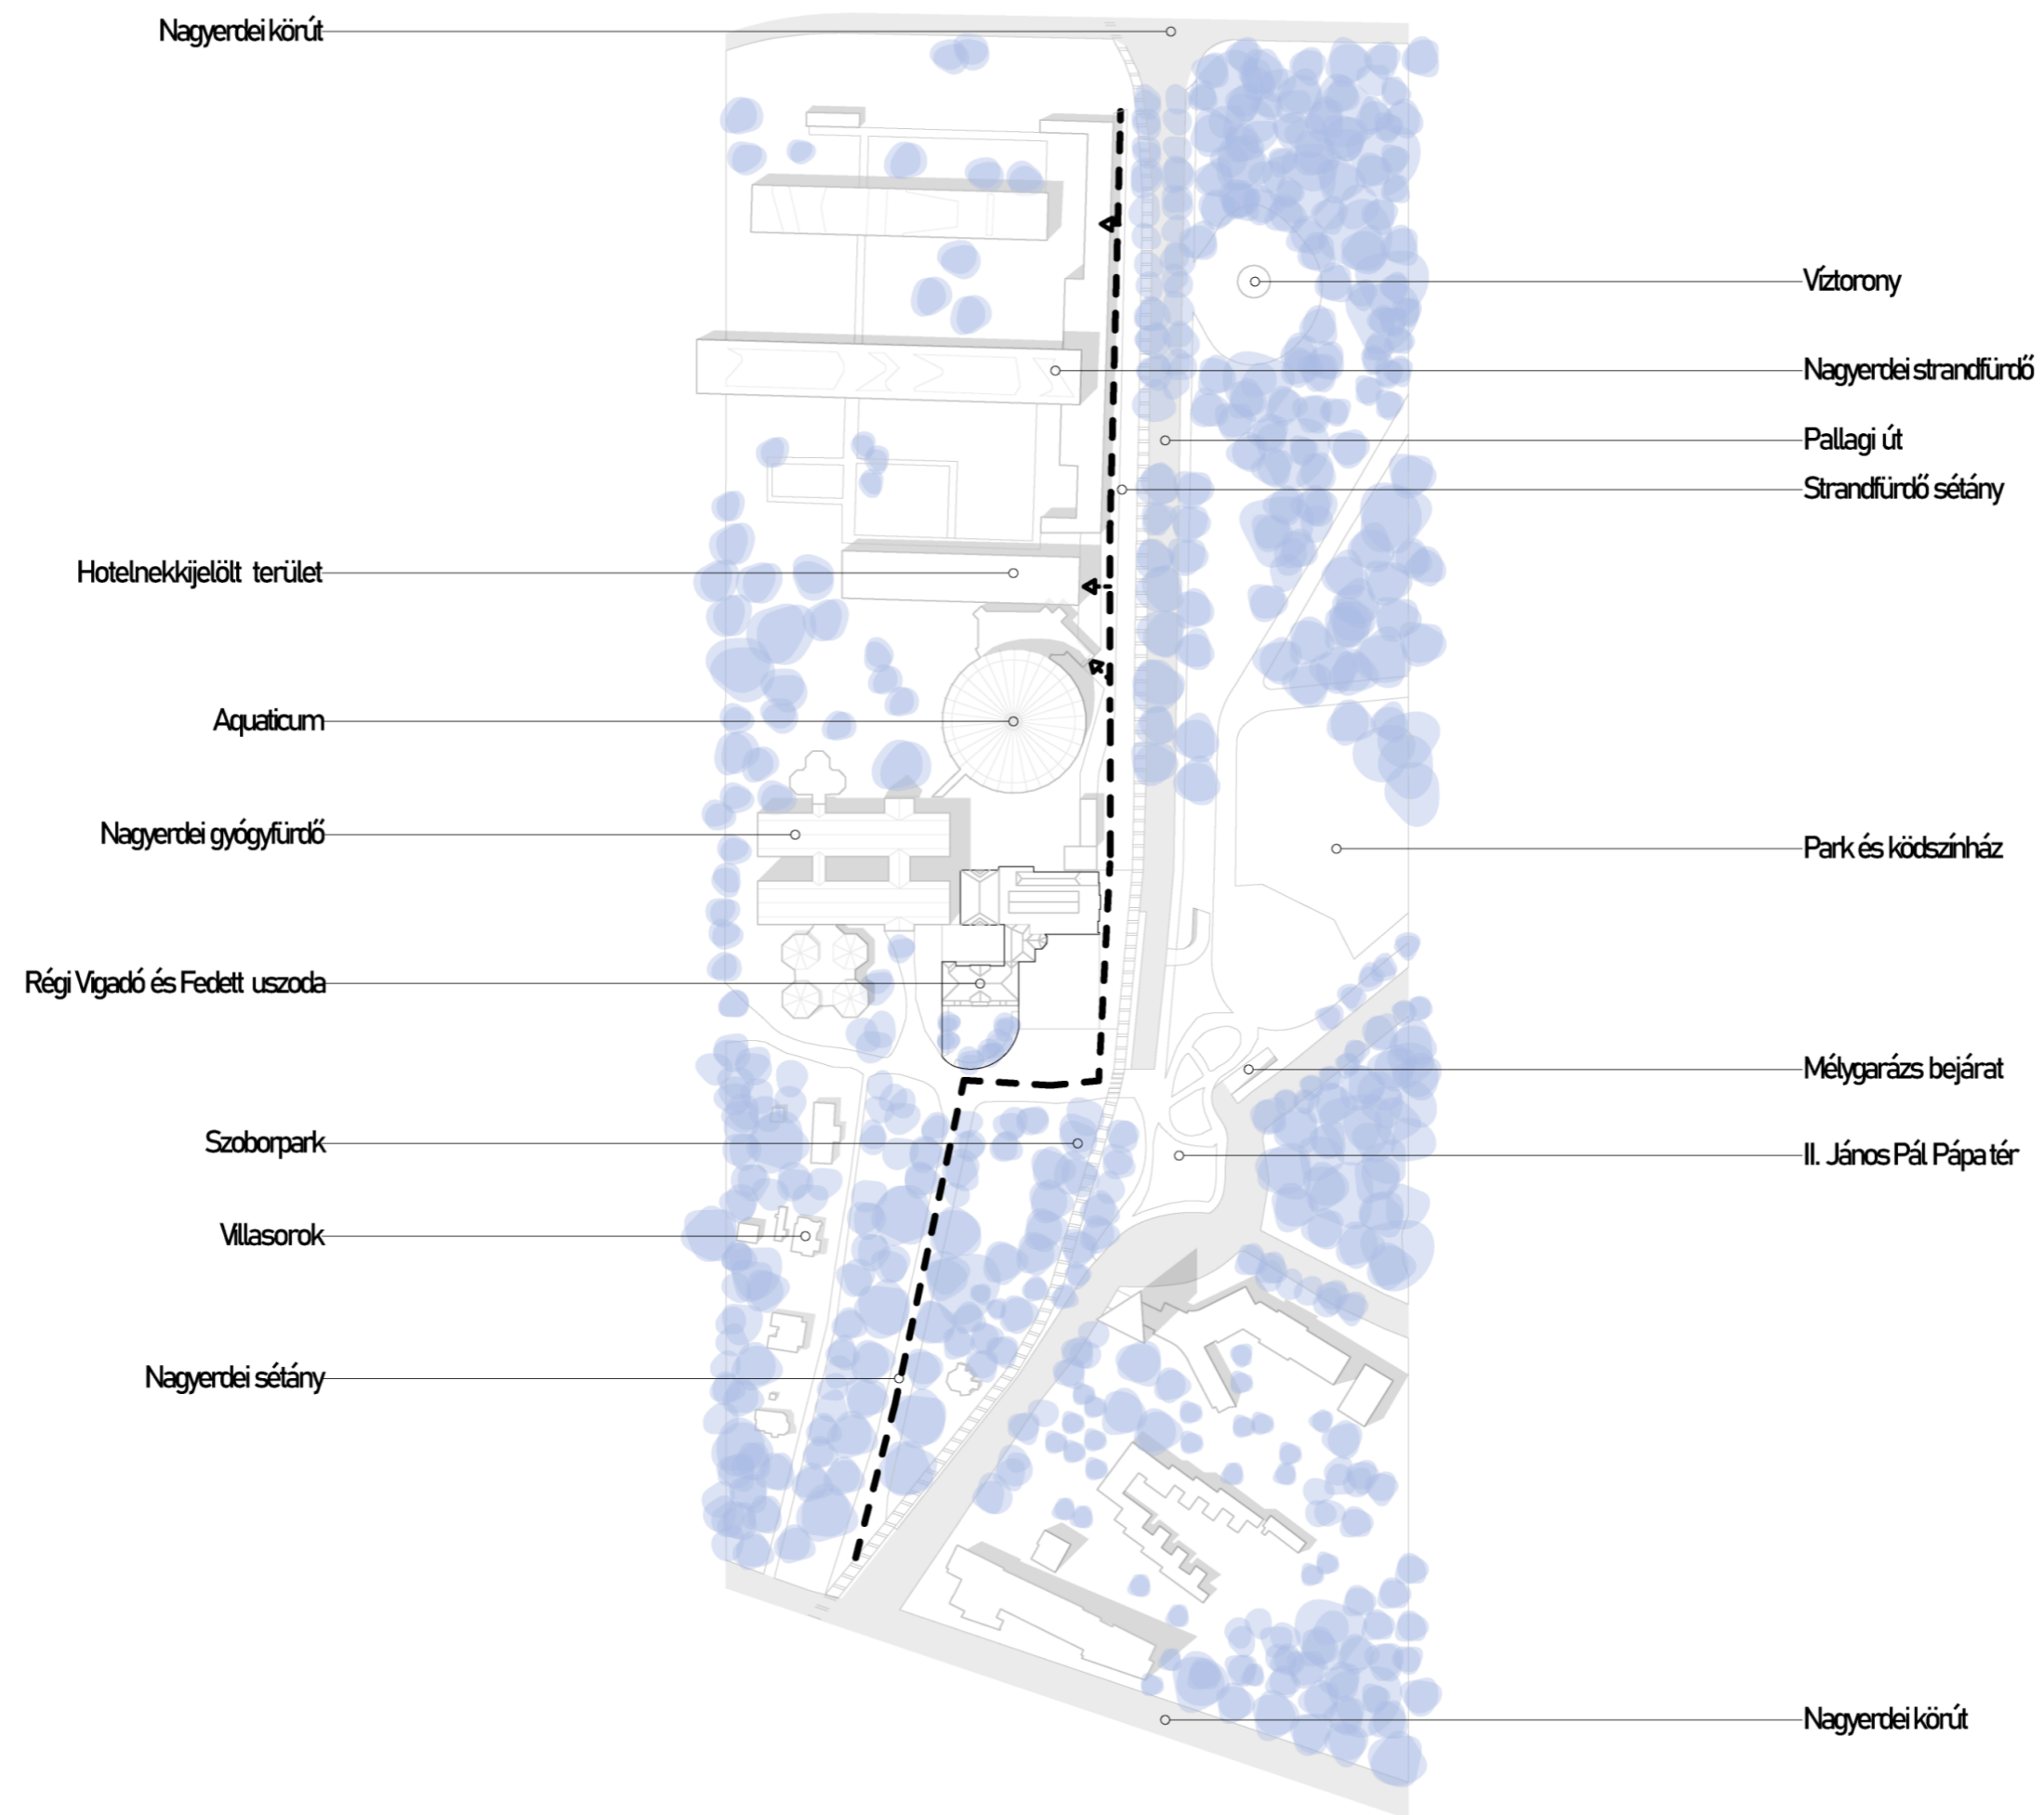 Nagyerdei körút
Víztorony
Nagyerdei strandfürdő
Pallagi út
Strandfürdő sétány
Hotelnekkijelölt terület
Aquaticum
Nagyerdei gyógyfürdő
Park és ködszínház
Régi Vigadó és Fedett uszoda
Mélygarázs bejárat
Szoborpark
II. János Pál Pápa tér
Villasorok
Nagyerdei sétány
Nagyerdei körút